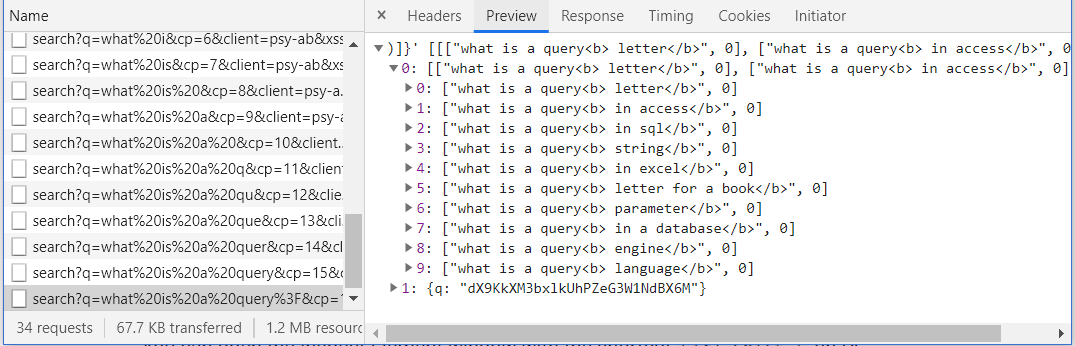 Name
search?q=what%20i&cp=6&client=psy-ab&xss
search?q=what%20is&cp=7&client=psy-ab&xs
search?q=what%20is%20&cp=8&client=psy-a...
search?q=what%20is%20a&cp=9&client=psy-a
search?q=what%20is%20a%20&cp=10&client...
search?q=what%20is%20a%20q&cp=11&client
search?q=what%20is%20a%20qu&cp=12&clie...
search?q=what%20is%20a%20que&cp=13&cli...
search?q=what%20is%20a%20quer&cp=14&cl
search?q=what%20is%20a%20query&cp=15&c
search?q=what%20is%20a%20query%3F&cp=1
34 requests 67.7 KB transferred 1.2 MB resourc
× Headers Preview Response Timing Cookies Initiator
)]}' [[["what is a query<b> letter</b>", 0], ["what is a query<b> in access</b>", 0]
0: [["what is a query<b> letter</b>", 0], ["what is a query<b> in access</b>", 0]
0: ["what is a query<b> letter</b>", 0]
1: ["what is a query<b> in access</b>", 0]
2: ["what is a query<b> in sql</b>", 0]
3: ["what is a query<b> string</b>", 0]
4: ["what is a query<b> in excel</b>", 0]
5: ["what is a query<b> letter for a book</b>", 0]
6: ["what is a query<b> parameter</b>", 0]
7: ["what is a query<b> in a database</b>", 0]
8: ["what is a query<b> engine</b>", 0]
9: ["what is a query<b> language</b>", 0]
1: {q: "dX9KkXM3bxlkUhPZeG3W1NdBX6M"}